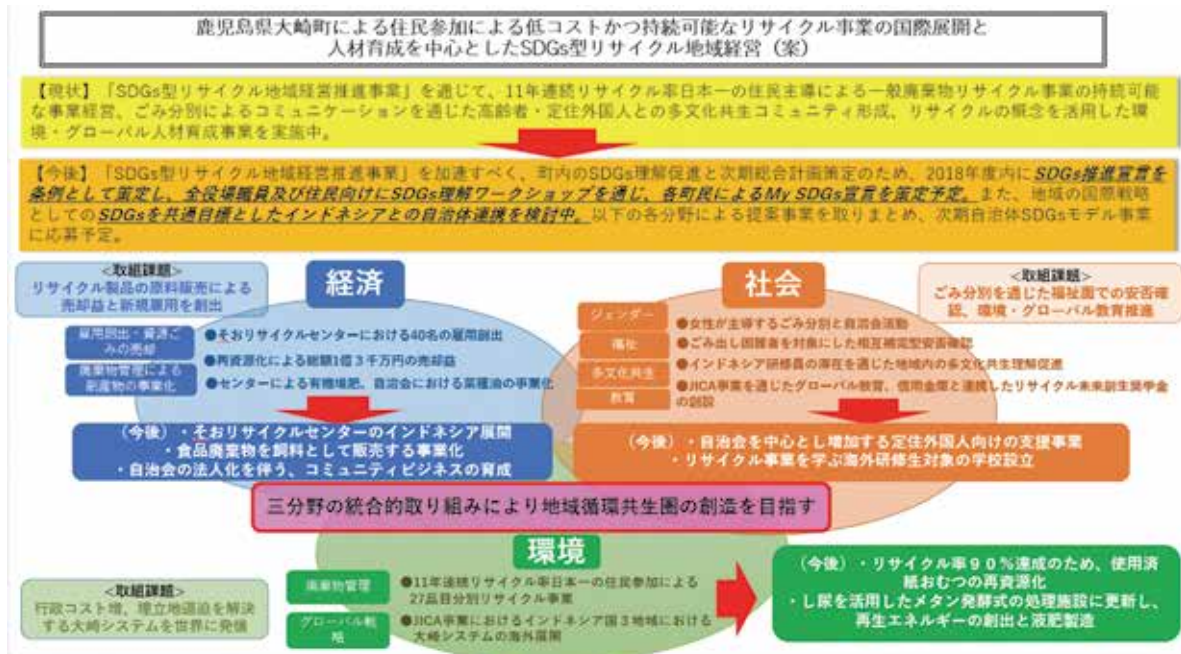 鹿児島県大崎町による住民参加による低コストかつ持続可能なリサイクル事業の国際展開と
人材育成を中心としたSDGs型リサイクル地域経営（案）
【現状】「SDGs型リサイクル地域経営推進事業」を通じて、11年連続リサイクル率日本一の住民主導による一般廃棄物リサイクル事業の持続可能
な事業経営、ごみ分別によるコミュニケーションを通じた高齢者・定住外国人との多文化共生コミュニティ形成、リサイクルの概念を活用した環
境・グローバル人材育成事業を実施中。
【今後】「SDGs型リサイクル地域経営推進事業」を加速すべく、町内のSDGs理解促進と次期総合計画策定のため、2018年度内にSDGs推進宣言を
条例として策定し、全役場職員及び住民向けにSDGs理解ワークショップを通じ、各町民によるMy SDGs宣言を策定予定。また、地域の国際戦略
としてのSDGsを共通目標としたインドネシアとの自治体連携を検討中。以下の各分野による提案事業を取りまとめ、次期自治体SDGsモデル事業
に応募予定。
<取組課題>
リサイクル製品の原料販売による
売却益と新規雇用を創出
経済
雇用創出・資源ご
みの売却
廃棄物管理による
副産物の事業化
●そおリサイクルセンターにおける40名の雇用創出
●再資源化による総額1億3千万円の売却益
●センターによる有機堆肥、自治会における菜種油の事業化
（今後）・そおリサイクルセンターのインドネシア展開
・食品廃棄物を飼料として販売する事業化
・自治会の法人化を伴う、コミュニティビジネスの育成
社会
<取組課題>
ごみ分別を通じた福祉面での安否確
認、環境・グローバル教育推進
ジェンダー
福祉
多文化共生
教育
●女性が主導するごみ分別と自治会活動
●ごみ出し困難者を対象にした相互補完型安否確認
●インドネシア研修員の滞在を通じた地域内の多文化共生理解促進
●JICA事業を通じたグローバル教育、信用金庫と連携したリサイクル未来創生奨学金
の創設
（今後）・自治会を中心とし増加する定住外国人向けの支援事業
・リサイクル事業を学ぶ海外研修生対象の学校設立
三分野の統合的取り組みにより地域循環共生圏の創造を目指す
環境
<取組課題>
行政コスト増、埋立地逼迫を解決
する大崎システムを世界に発信
廃棄物管理
グローバル戦
略
●11年連続リサイクル率日本一の住民参加による
27品目分別リサイクル事業
●JICA事業におけるインドネシア国3地域における
大崎システムの海外展開
（今後）・リサイクル率９０％達成のため、使用済
紙おむつの再資源化
・し尿を活用したメタン発酵式の処理施設に更新し、
再生エネルギーの創出と液肥製造